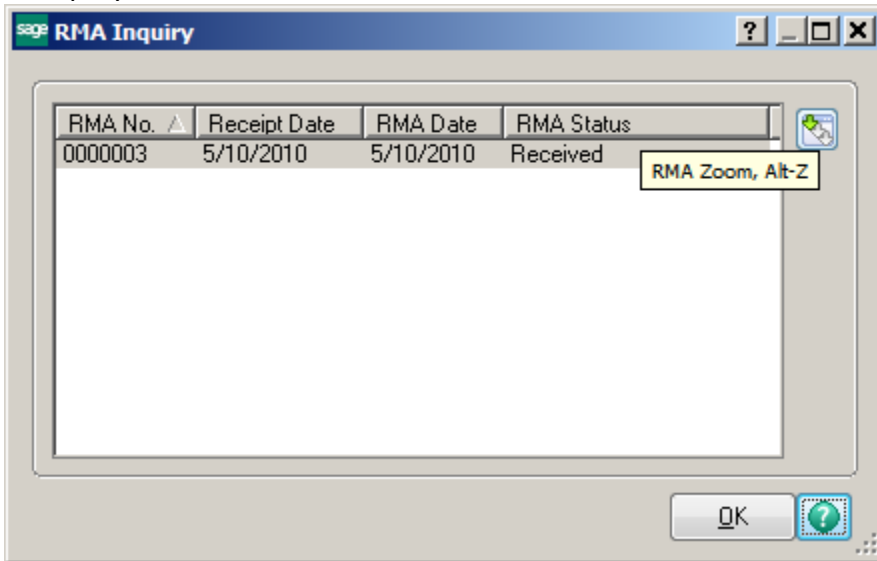 sage RMA Inquiry
RMA No. Receipt Date RMA Date RMA Status
0000003 5/10/2010 5/10/2010 Received
RMA Zoom, Alt-Z
OK